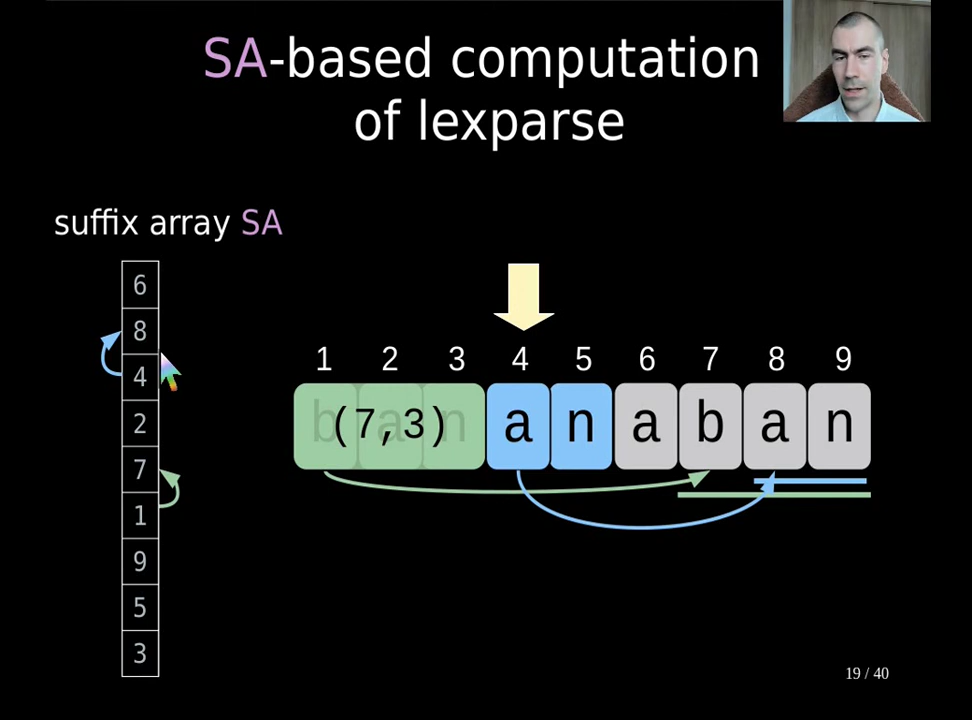 SA-based computation
of lexparse
suffix array SA
6
8
4
2
7
1
9
5
3
1 2 3 4 5 6 7 8 9
b a n a n a b a n
(7,3)
19 / 40